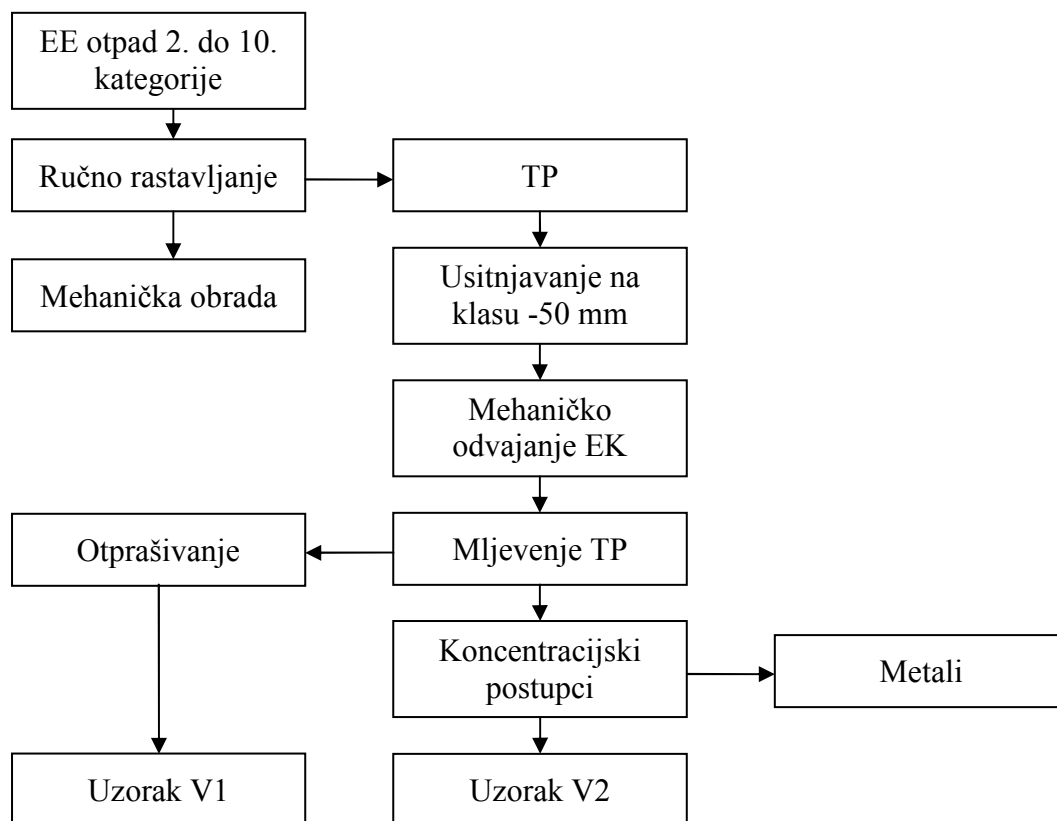 EE otpad 2. do 10.
kategorije
Ručno rastavljanje
TP
Mehanička obrada
Usitnjavanje na
klasu -50 mm
Mehaničko
odvajanje EK
Otprašivanje
Mljevenje TP
Koncentracijski
postupci
Metali
Uzorak V1
Uzorak V2